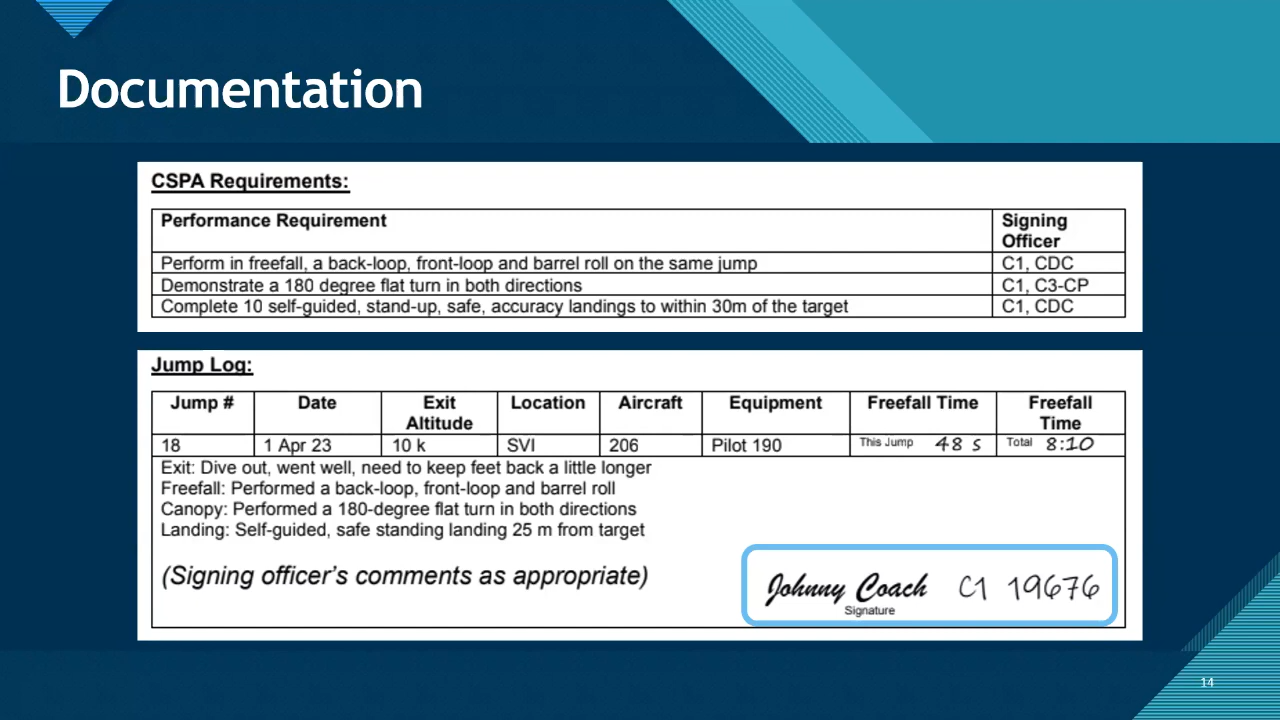 Documentation
CSPA Requirements:
Performance Requirement Signing Officer
Perform in freefall, a back-loop, front-loop and barrel roll on the same jump C1, CDC
Demonstrate a 180 degree flat turn in both directions C1, C3-CP
Complete 10 self-guided, stand-up, safe, accuracy landings to within 30m of the target C1, CDC
Jump Log:
Jump # Date Exit Altitude Location Aircraft Equipment Freefall Time Freefall Time
18 1 Apr 23 10 k SVI 206 Pilot 190 This Jump 48 s Total 8:10
Exit: Dive out, went well, need to keep feet back a little longer
Freefall: Performed a back-loop, front-loop and barrel roll
Canopy: Performed a 180-degree flat turn in both directions
Landing: Self-guided, safe standing landing 25 m from target
(Signing officer's comments as appropriate)
Johnny Coach C1 19676
Signature
14